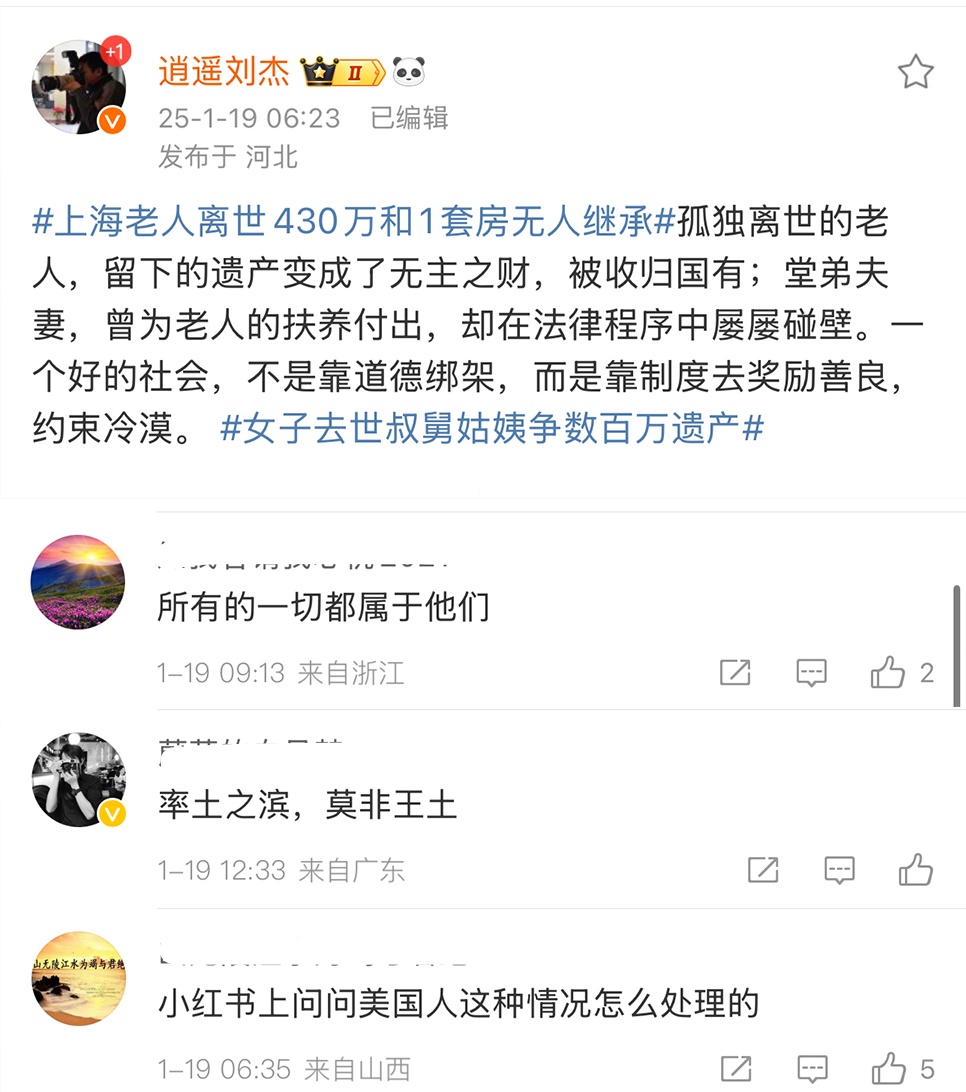 +1
逍遥刘杰
II
25-1-19 06:23 已编辑
发布于 河北
#上海老人离世430万和1套房无人继承#孤独离世的老
人，留下的遗产变成了无主之财，被收归国有；堂弟夫
妻，曾为老人的扶养付出，却在法律程序中屡屡碰壁。一
个好的社会，不是靠道德绑架，而是靠制度去奖励善良，
约束冷漠。 #女子去世叔舅姑姨争数百万遗产#
所有的一切都属于他们
1-19 09:13 来自浙江
2
率土之滨，莫非王土
1-19 12:33 来自广东
山无陵江水为竭与君绝
小红书上问问美国人这种情况怎么处理的
1-19 06:35 来自山西
5